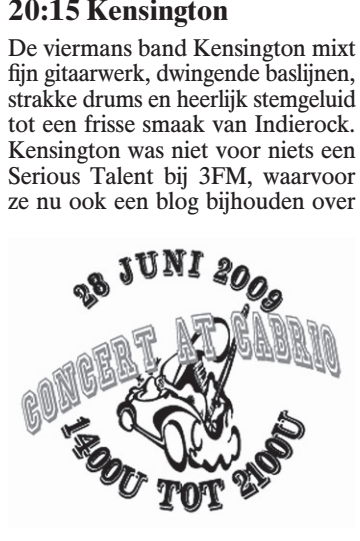 20:15 Kensington
De viermans band Kensington mixt
fijn gitaarwerk, dwingende baslijnen,
strakke drums en heerlijk stemgeluid
tot een frisse smaak van Indierock.
Kensington was niet voor niets een
Serious Talent bij 3FM, waarvoor
ze nu ook een blog bijhouden over
28 JUNI 2009
CONCERT AT CABRIO
1400U TOT 2100U